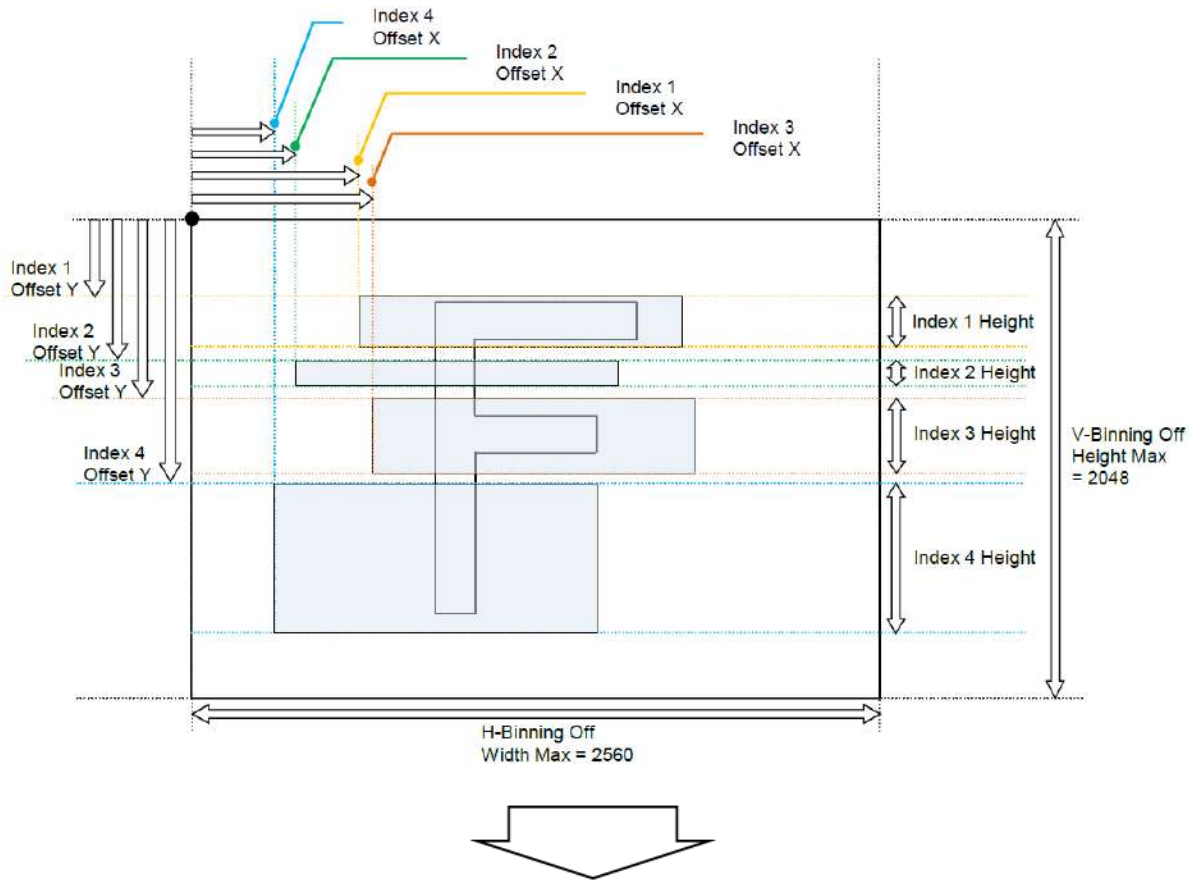 Index 4
Offset X
Index 2
Offset X
Index 1
Offset X
Index 3
Offset X
Index 1
Offset Y
Index 2
Offset Y
Index 3
Offset Y
Index 4
Offset Y
Index 1 Height
Index 2 Height
Index 3 Height
Index 4 Height
V-Binning Off
Height Max
= 2048
H-Binning Off
Width Max = 2560